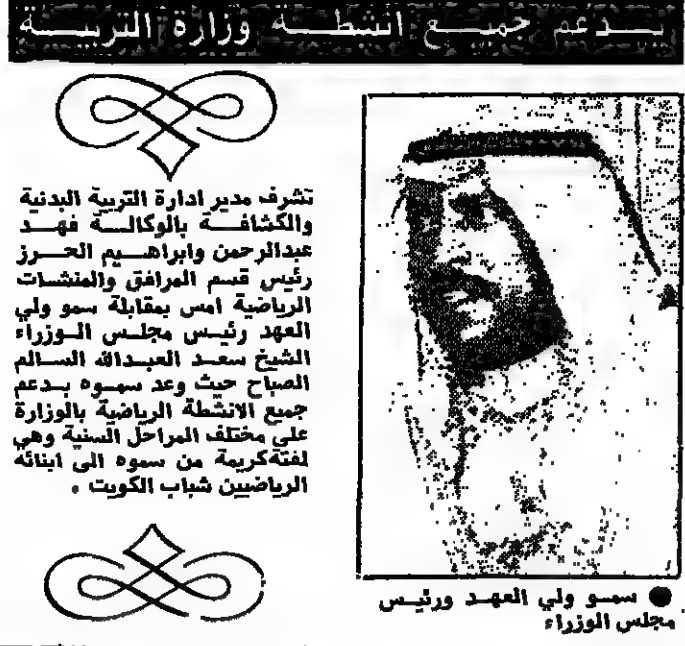 يدعم جميع انشطة وزارة التربية
تشرف مدير ادارة التربية البدنية
والكشافة بالوكالة فهد
عبدالرحمن وابراهيم الحرز
رئيس قسم المرافق والمنشات
الرياضية امس بمقابلة سمو ولي
العهد رئيس مجلس الوزراء
الشيخ سعد العبدالله السالم
الصباح حيث وعد سموه بدعم
جميع الانشطة الرياضية بالوزارة
على مختلف المراحل السنية وهي
لفتة كريمة من سموه الى ابنائه
الرياضيين شباب الكويت .
● سمو ولي العهد ورئيس
مجلس الوزراء